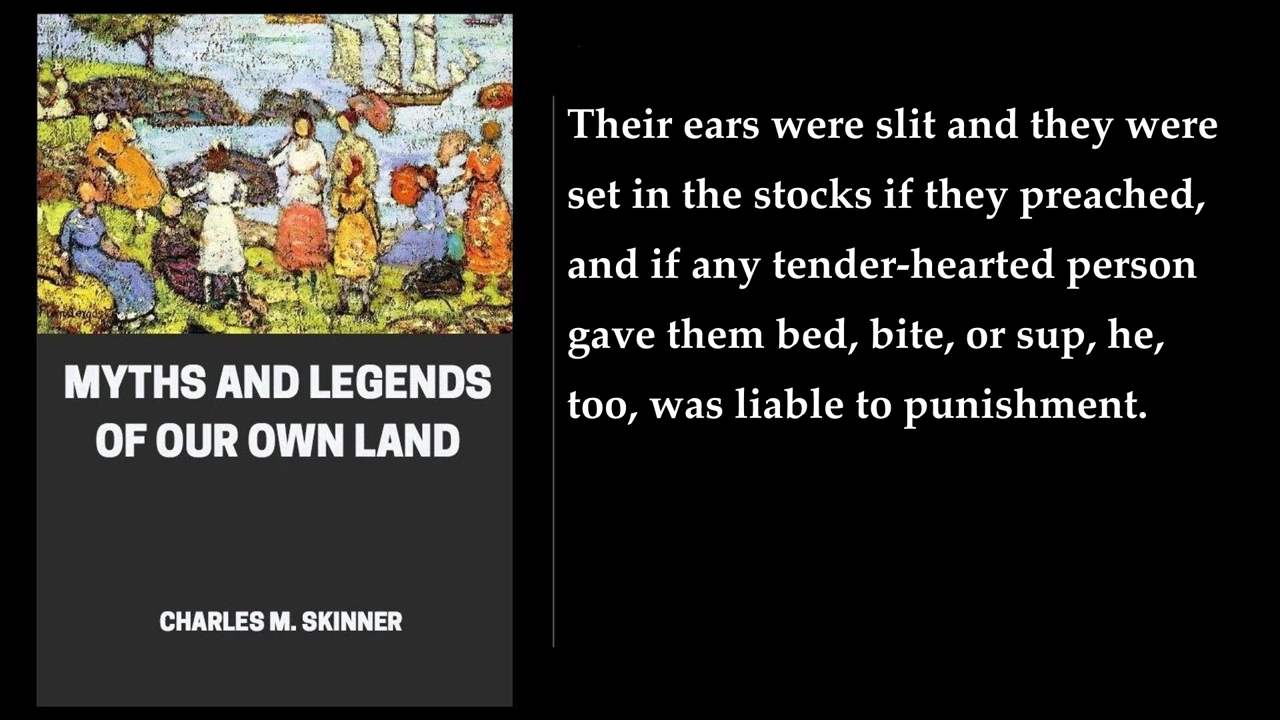 MYTHS AND LEGENDS
OF OUR OWN LAND
CHARLES M. SKINNER
Their ears were slit and they were
set in the stocks if they preached,
and if any tender-hearted person
gave them bed, bite, or sup, he,
too, was liable to punishment.